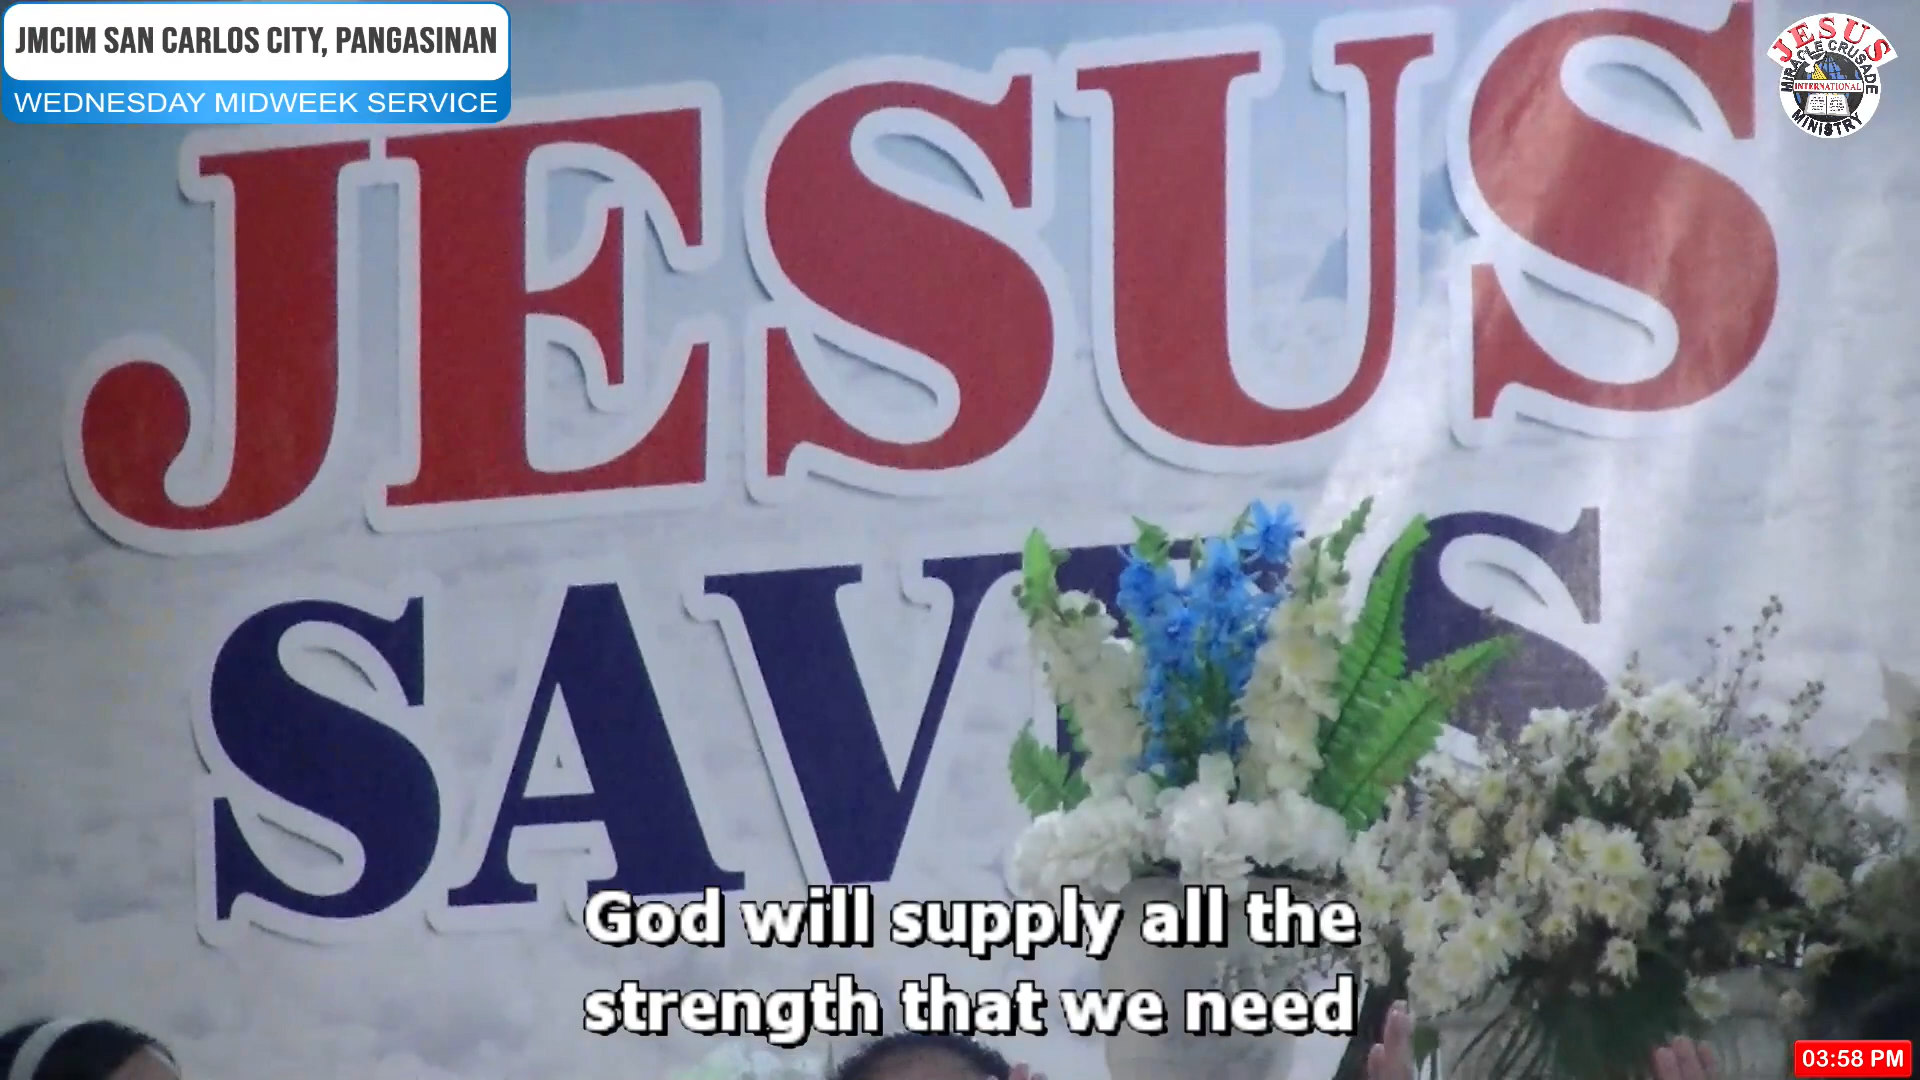 JMCIM SAN CARLOS CITY, PANGASINAN
WEDNESDAY MIDWEEK SERVICE
JESUS
MIRACLE CRUSADE
INTERNATIONAL
MINISTRY
JESUS
SAVES
God will supply all the
strength that we need
03:58 PM